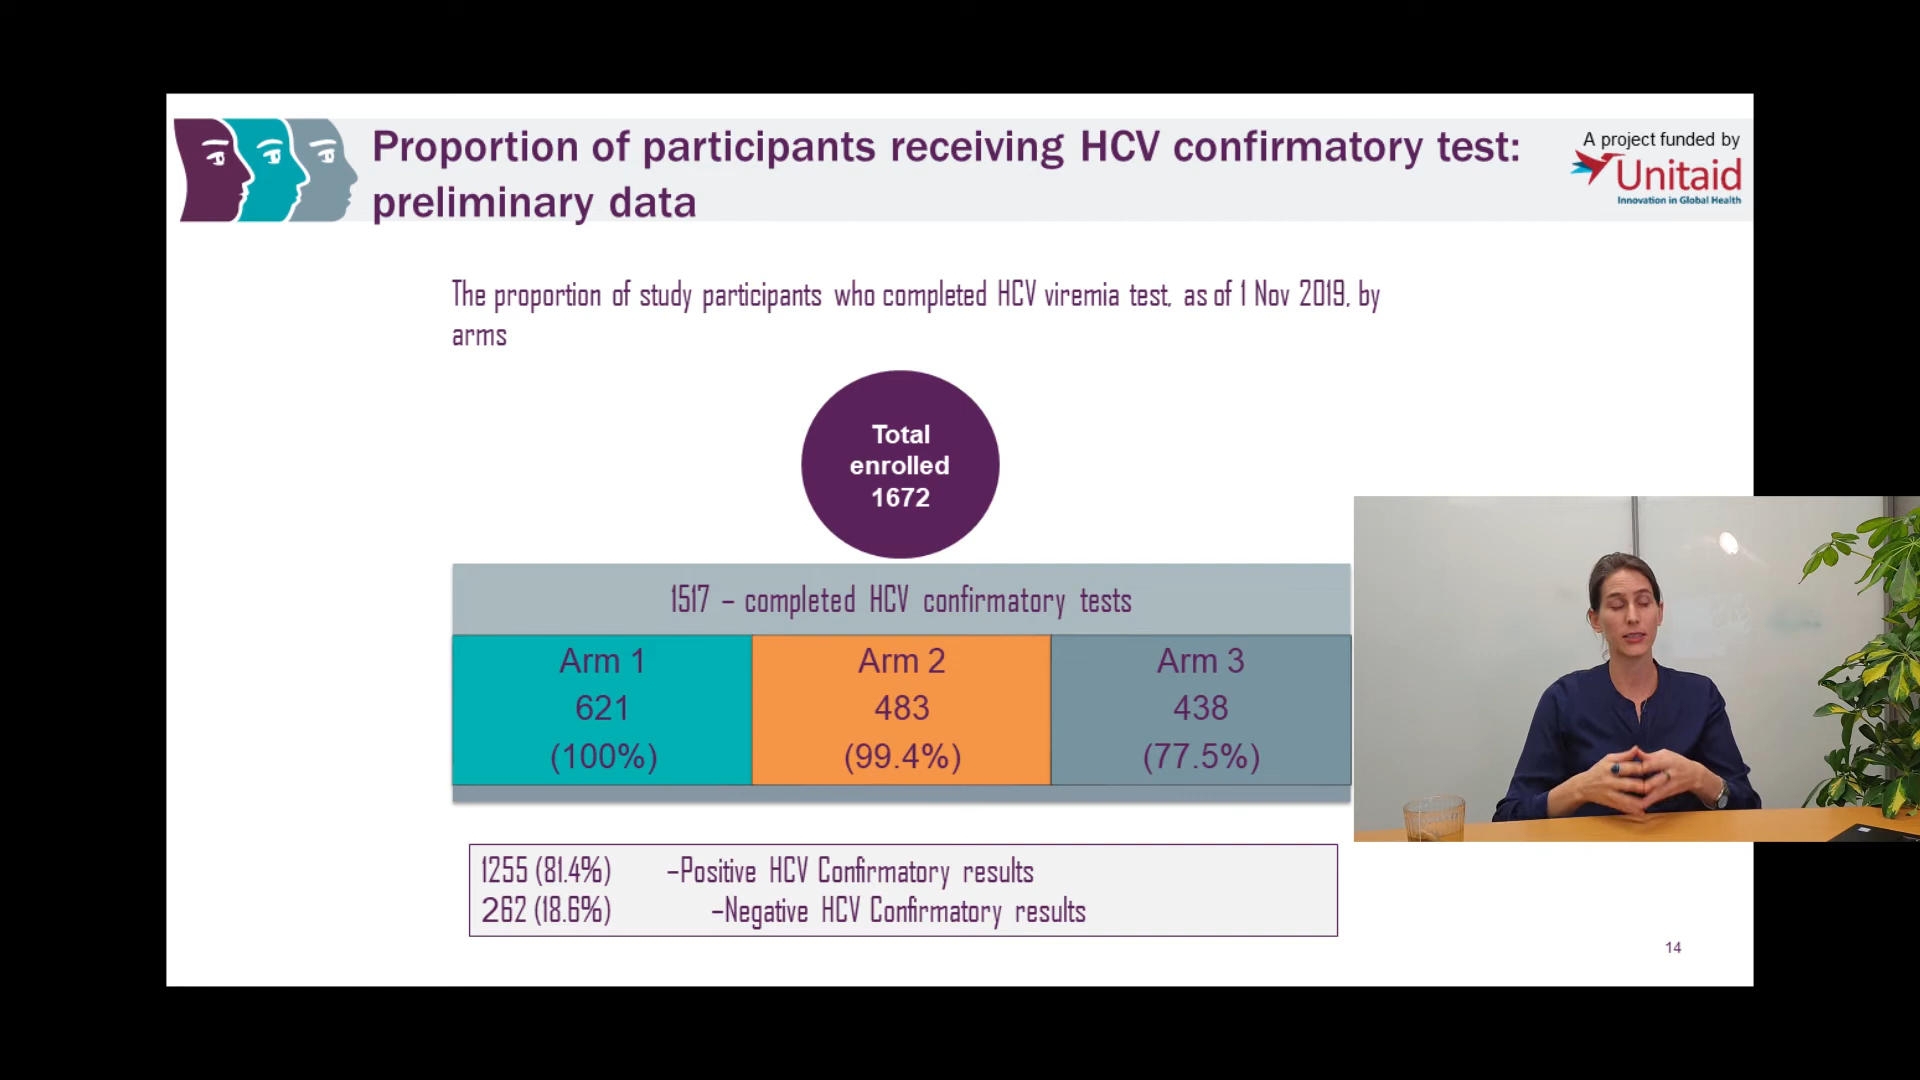 Proportion of participants receiving HCV confirmatory test:
preliminary data
A project funded by
Unitaid
Innovation in Global Health
The proportion of study participants who completed HCV viremia test, as of 1 Nov 2019, by
arms
Total
enrolled
1672
1517 – completed HCV confirmatory tests
Arm 1
621
(100%)
Arm 2
483
(99.4%)
Arm 3
438
(77.5%)
1255 (81.4%) –Positive HCV Confirmatory results
262 (18.6%) –Negative HCV Confirmatory results
14